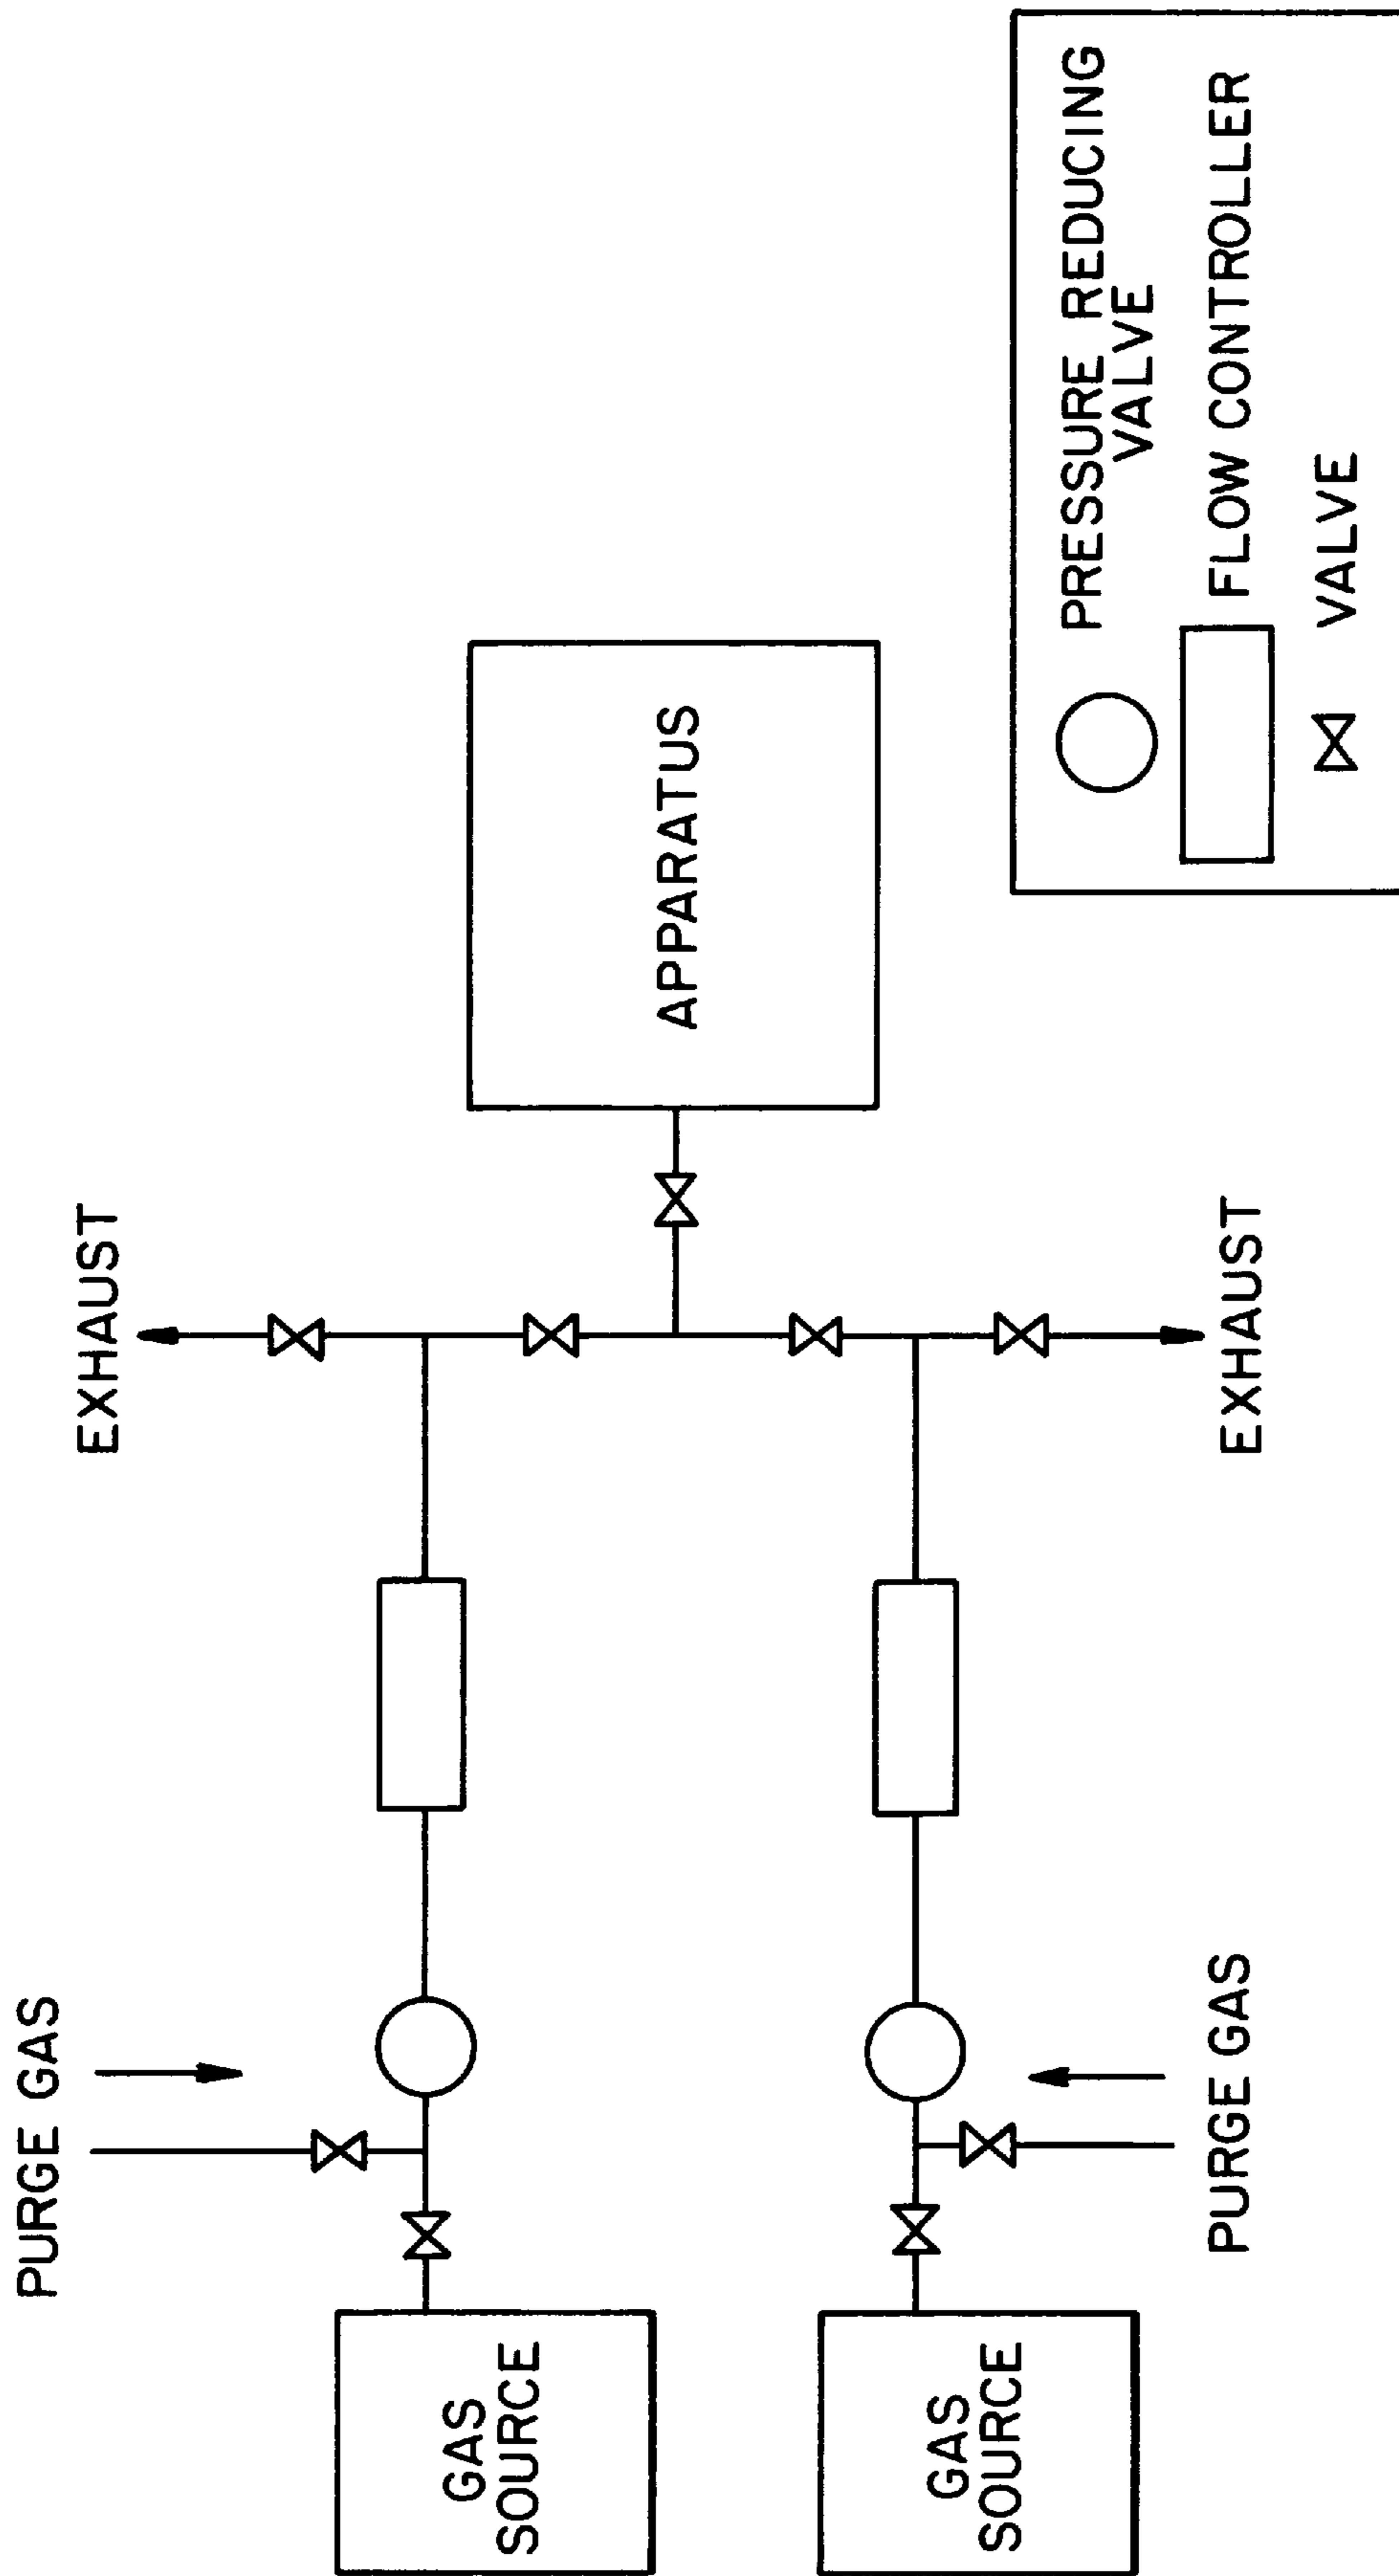 PURGE GAS
EXHAUST
GAS
SOURCE
APPARATUS
GAS
SOURCE
PURGE GAS
EXHAUST
PRESSURE REDUCING
VALVE
FLOW CONTROLLER
VALVE